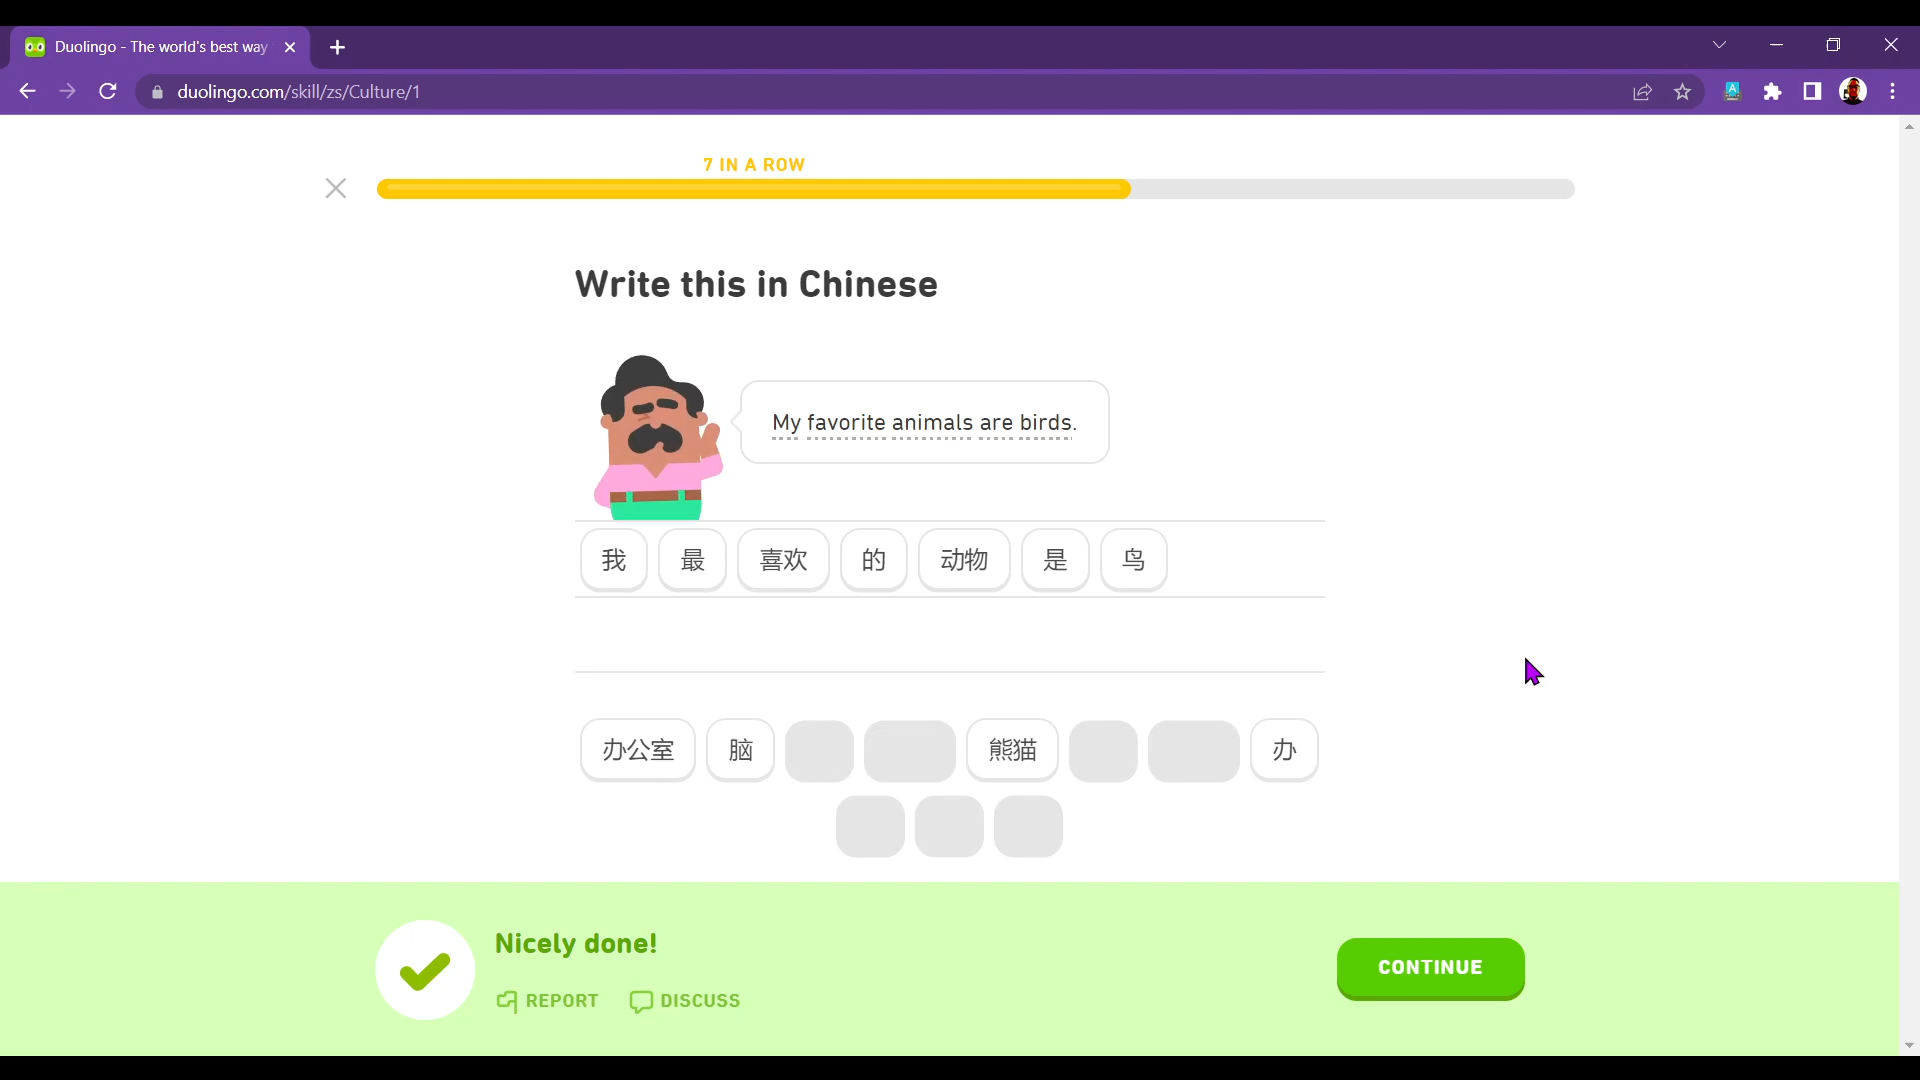 Duolingo - The world's best way
duolingo.com/skill/zs/Culture/1
7 IN A ROW
Write this in Chinese
My favorite animals are birds.
我 最 喜欢 的 动物 是 鸟
办公室 脑 熊猫 办
Nicely done!
REPORT DISCUSS
CONTINUE